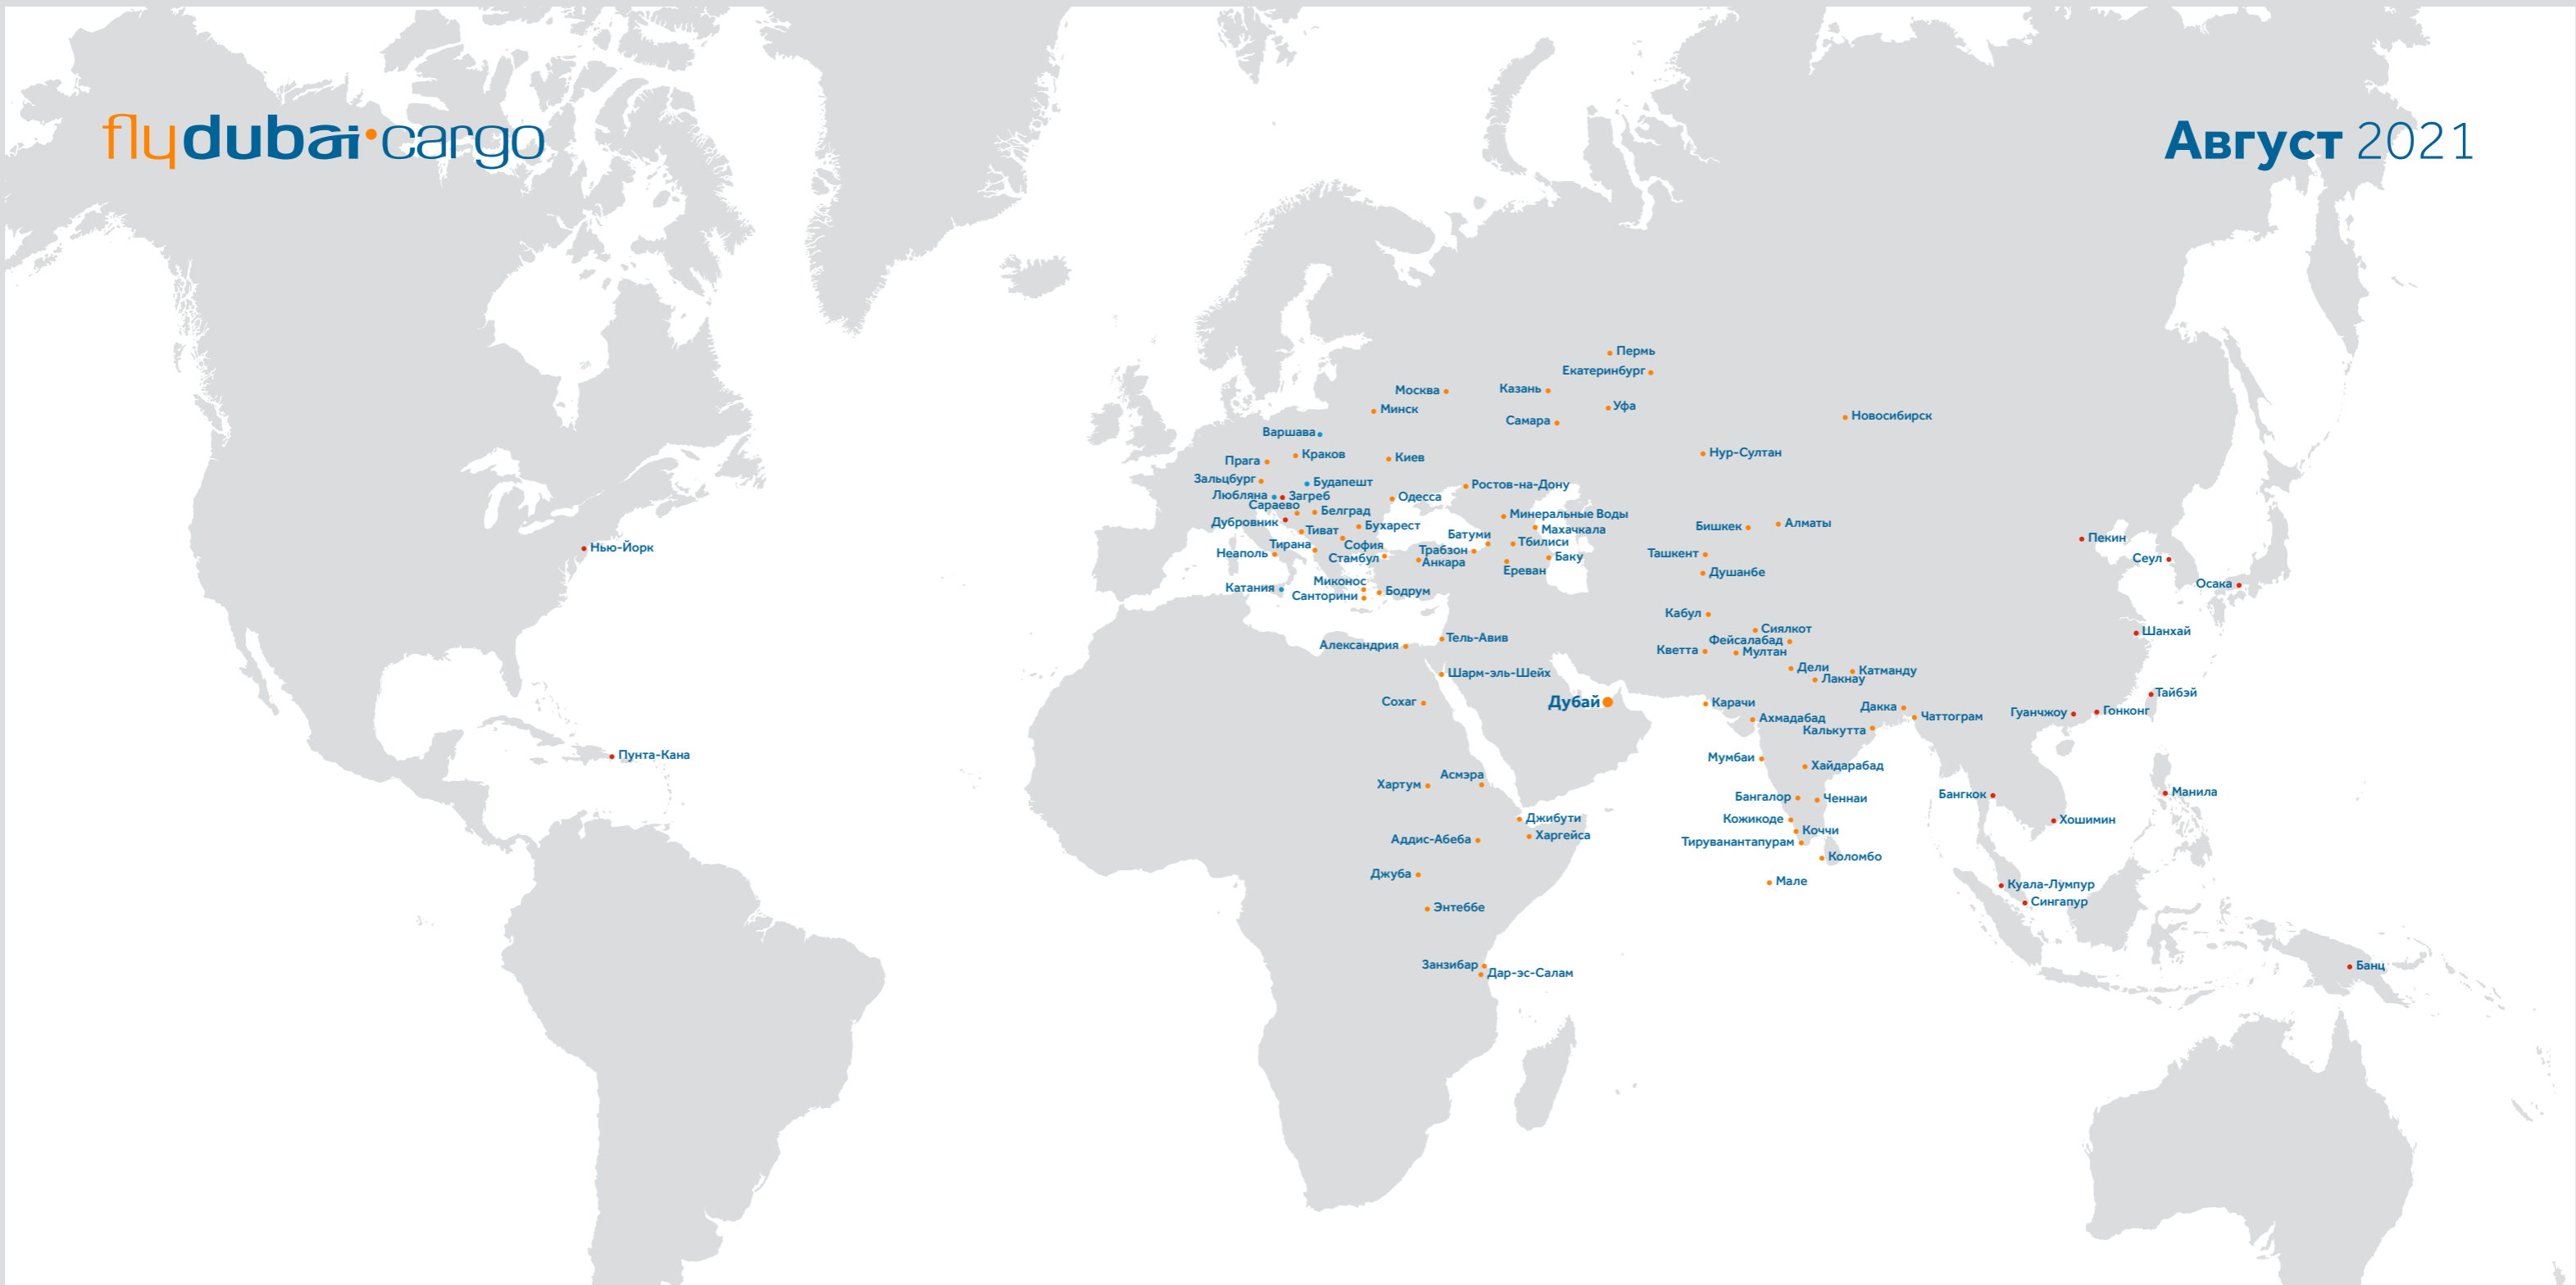 flydubai•cargo
Август 2021
Пермь
Екатеринбург
Москва
Казань
Минск
Уфа
Самара
Новосибирск
Варшава
Нур-Султан
Краков
Киев
Прага
Зальцбург
Будапешт
Ростов-на-Дону
Любляна
Загреб
Одесса
Сараево
Белград
Минеральные Воды
Дубровник
Бухарест
Махачкала
Бишкек
Алматы
Тиват
Батуми
Пекин
Тбилиси
Тирана
София
Нью-Йорк
Трабзон
Неаполь
Стамбул
Баку
Ташкент
Сеул
Анкара
Ереван
Душанбе
Миконос
Осака
Катания
Бодрум
Санторини
Кабул
Сиялкот
Шанхай
Тель-Авив
Фейсалабад
Александрия
Кветта
Мултан
Дели
Катманду
Шарм-эль-Шейх
Лакнау
Тайбэй
Сохаг
Дубай
Карачи
Дакка
Гуанчжоу
Гонконг
Ахмадабад
Чаттограм
Калькутта
Пунта-Кана
Мумбаи
Хайдарабад
Асмэра
Хартум
Манила
Бангалор
Ченнаи
Бангкок
Джибути
Кожикоде
Хошимин
Коччи
Харгейса
Аддис-Абеба
Тируванантапурам
Коломбо
Джуба
Мале
Куала-Лумпур
Сингапур
Энтеббе
Занзибар
Банц
Дар-эс-Салам